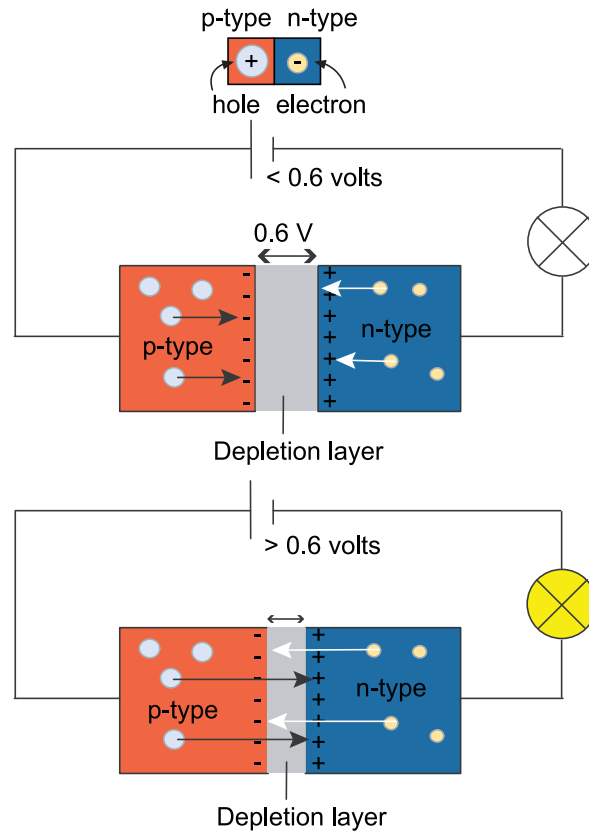 p-type n-type
+ -
hole electron
< 0.6 volts
0.6 V
- +
- +
- +
- +
- +
- +
- +
p-type n-type
Depletion layer
> 0.6 volts
- +
- +
- +
- +
- +
- +
- +
p-type n-type
Depletion layer